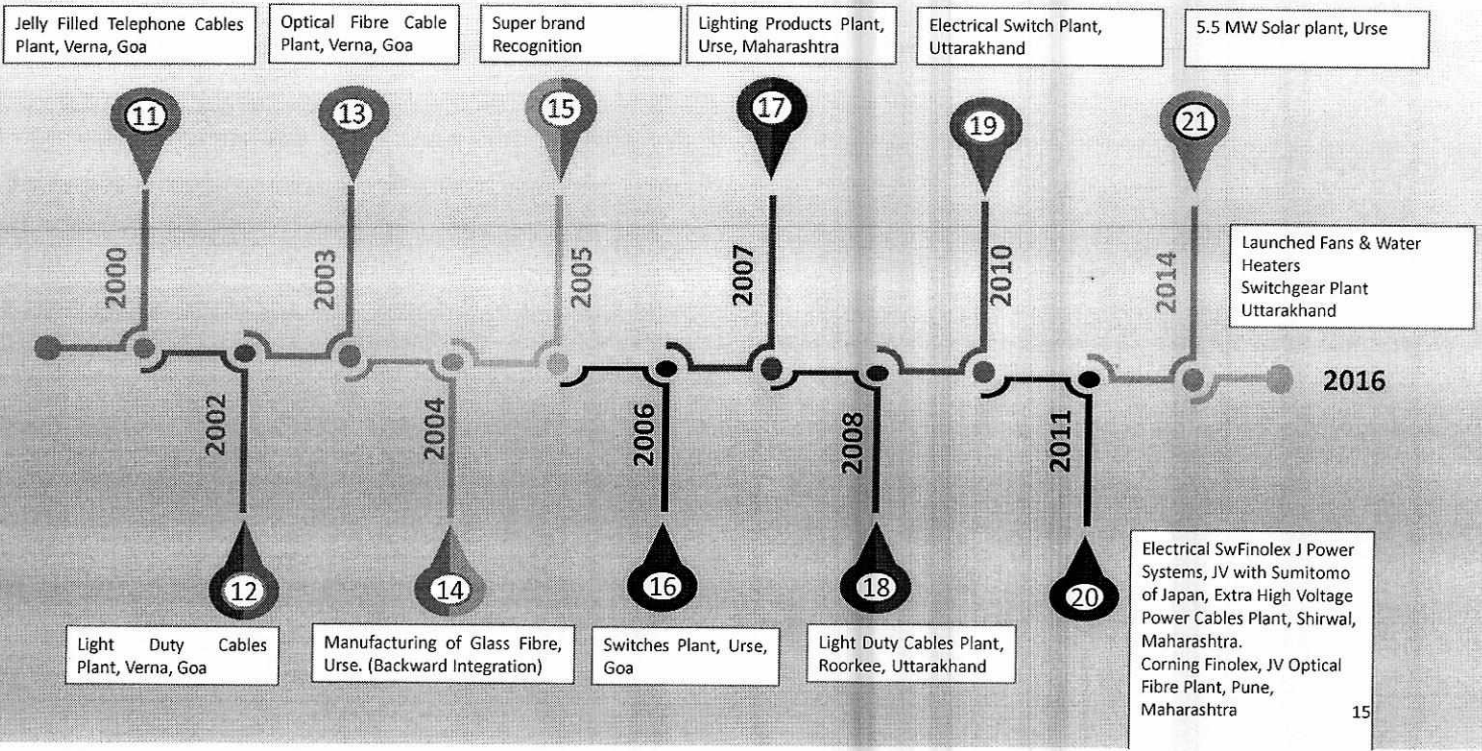 Jelly Filled Telephone Cables
Plant, Verna, Goa
Optical Fibre Cable
Plant, Verna, Goa
Super brand
Recognition
Lighting Products Plant,
Urse, Maharashtra
Electrical Switch Plant,
Uttarakhand
5.5 MW Solar plant, Urse
11
13
15
17
19
21
2000
2003
2005
2007
2010
2014
Launched Fans & Water
Heaters
Switchgear Plant
Uttarakhand
2016
2002
2004
2006
2008
2011
12
14
16
18
20
Light Duty Cables
Plant, Verna, Goa
Manufacturing of Glass Fibre,
Urse. (Backward Integration)
Switches Plant, Urse,
Goa
Light Duty Cables Plant,
Roorkee, Uttarakhand
Electrical SwFinolex J Power
Systems, JV with Sumitomo
of Japan, Extra High Voltage
Power Cables Plant, Shirwal,
Maharashtra.
Corning Finolex, JV Optical
Fibre Plant, Pune,
Maharashtra
15